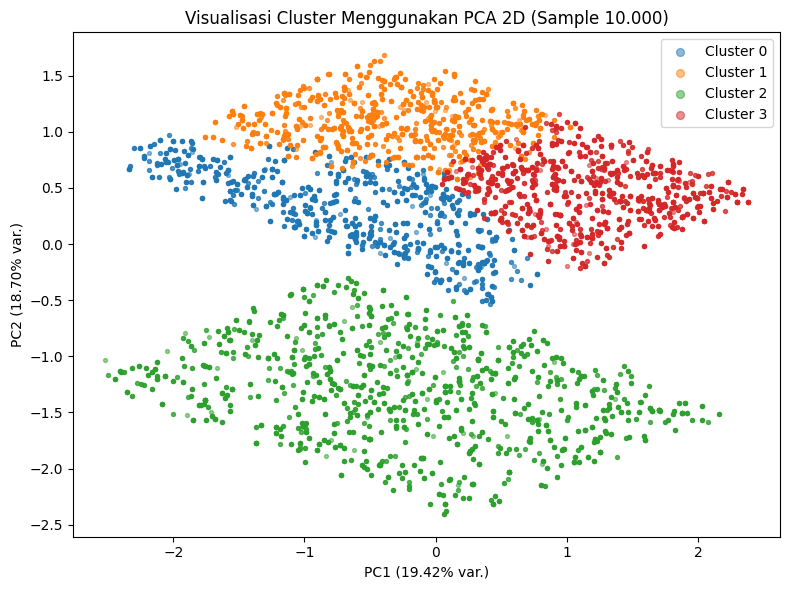 Visualisasi Cluster Menggunakan PCA 2D (Sample 10.000)
Cluster 0
Cluster 1
Cluster 2
Cluster 3
PC2 (18.70% var.)
1.5
1.0
0.5
0.0
−0.5
−1.0
−1.5
−2.0
−2.5
−2 −1 0 1 2
PC1 (19.42% var.)